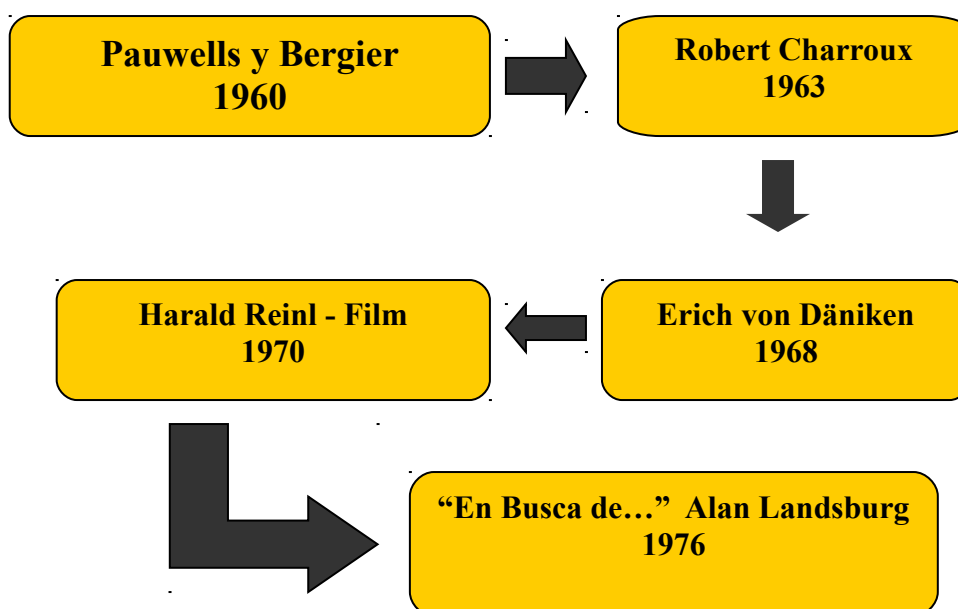 Pauwells y Bergier
1960
Robert Charroux
1963
Erich von Däniken
1968
Harald Reinl - Film
1970
“En Busca de…” Alan Landsburg
1976